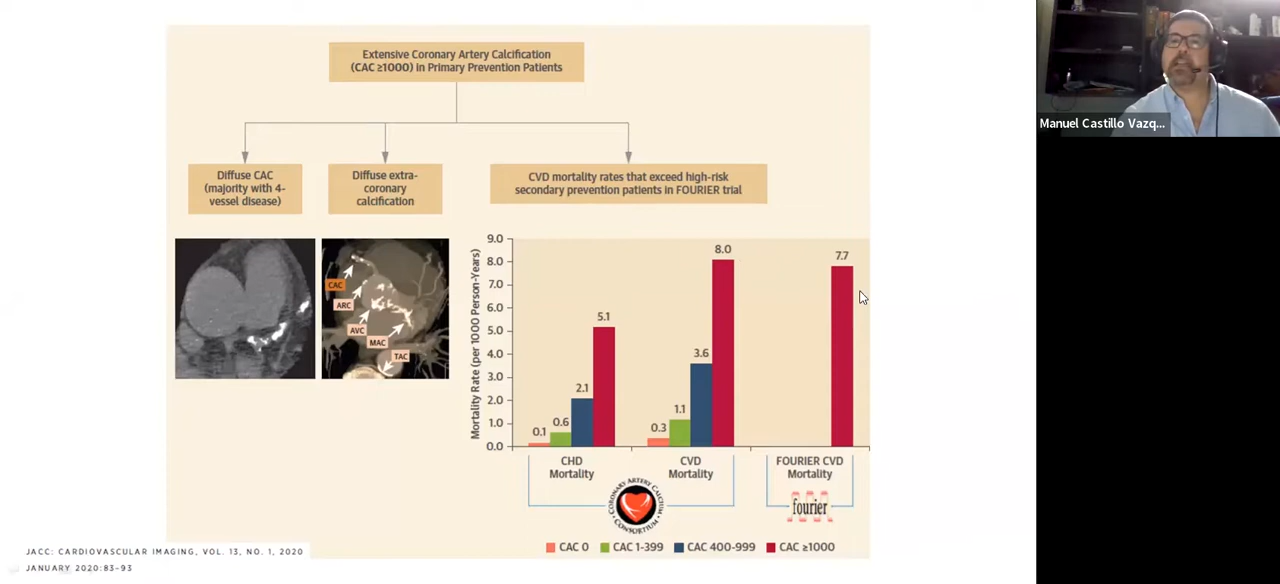 Extensive Coronary Artery Calcification
(CAC ≥1000) in Primary Prevention Patients
Diffuse CAC
(majority with 4-
vessel disease)
Diffuse extra-
coronary
calcification
CVD mortality rates that exceed high-risk
secondary prevention patients in FOURIER trial
CAC
ARC
AVC
MAC
TAC
Mortality Rate (per 1000 Person-Years)
9.0
8.0
7.0
6.0
5.0
4.0
3.0
2.0
1.0
0.0
0.1
0.6
2.1
5.1
0.3
1.1
3.6
8.0
7.7
CHD
Mortality
CVD
Mortality
FOURIER CVD
Mortality
CORONARY ARTERY CALCIUM
CONSORTIUM
fourier
CAC 0
CAC 1-399
CAC 400-999
CAC ≥1000
JACC: CARDIOVASCULAR IMAGING, VOL. 13, NO. 1, 2020
JANUARY 2020:83–93
Manuel Castillo Vazq...